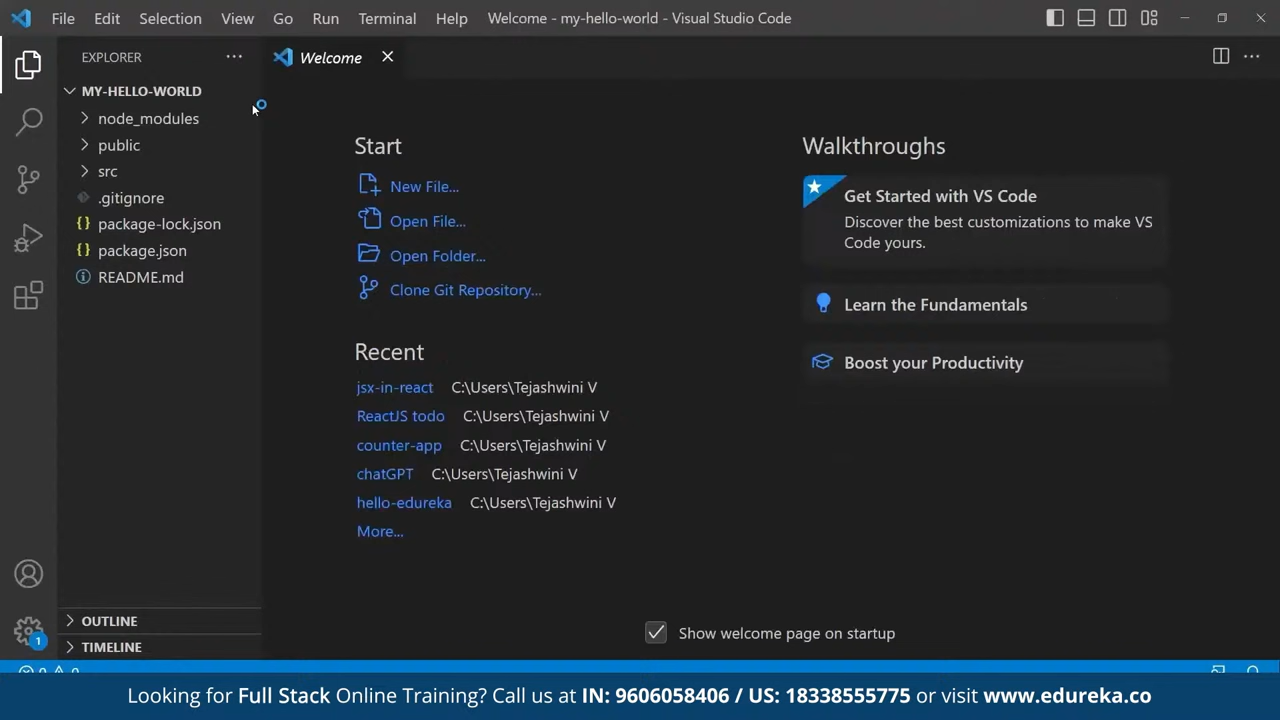 File Edit Selection View Go Run Terminal Help Welcome - my-hello-world - Visual Studio Code
EXPLORER
Welcome
MY-HELLO-WORLD
node_modules
public
src
.gitignore
package-lock.json
package.json
README.md
Start
New File...
Open File...
Open Folder...
Clone Git Repository...
Recent
jsx-in-react C:\Users\Tejashwini V
ReactJS todo C:\Users\Tejashwini V
counter-app C:\Users\Tejashwini V
chatGPT C:\Users\Tejashwini V
hello-edureka C:\Users\Tejashwini V
More...
Walkthroughs
Get Started with VS Code
Discover the best customizations to make VS
Code yours.
Learn the Fundamentals
Boost your Productivity
Show welcome page on startup
OUTLINE
1
TIMELINE
Looking for Full Stack Online Training? Call us at IN: 9606058406 / US: 18338555775 or visit www.edureka.co